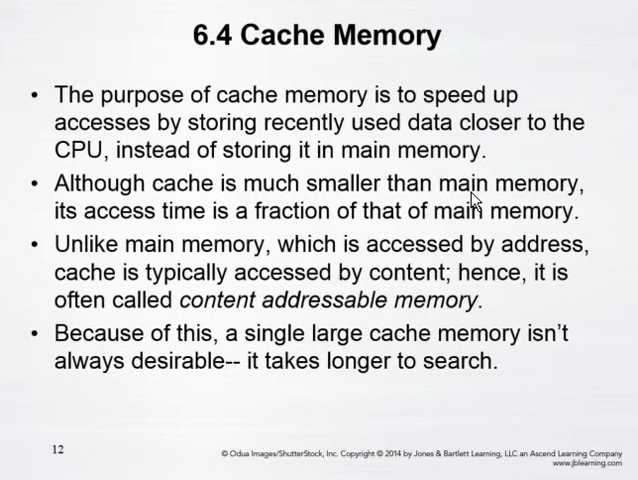 6.4 Cache Memory
• The purpose of cache memory is to speed up
accesses by storing recently used data closer to the
CPU, instead of storing it in main memory.
• Although cache is much smaller than main memory,
its access time is a fraction of that of main memory.
• Unlike main memory, which is accessed by address,
cache is typically accessed by content; hence, it is
often called content addressable memory.
• Because of this, a single large cache memory isn't
always desirable-- it takes longer to search.
12
© Odua Images/ShutterStock, Inc. Copyright © 2014 by Jones & Bartlett Learning, LLC an Ascend Learning Company
www.jblearning.com